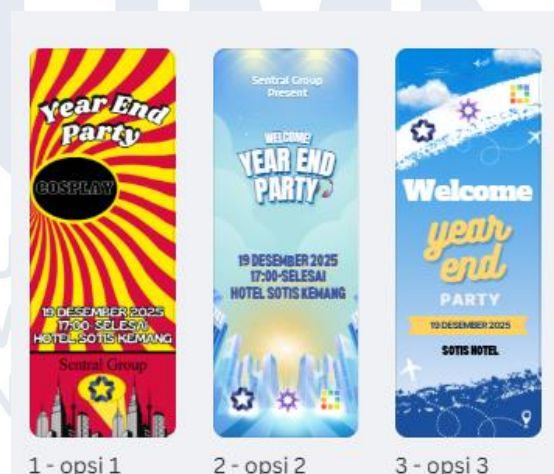 Year End
Party
COSPLAY
19 DESEMBER 2025
17:00-SELESAI
HOTEL SOTIS KEMANG
Sentral Group
1 - opsi 1
Sentral Group
Present
WELCOME!
YEAR END
PARTY
19 DESEMBER 2025
17:00-SELESAI
HOTEL SOTIS KEMANG
2 - opsi 2
Welcome
year
end
PARTY
19 DESEMBER 2025
SOTIS HOTEL
3 - opsi 3